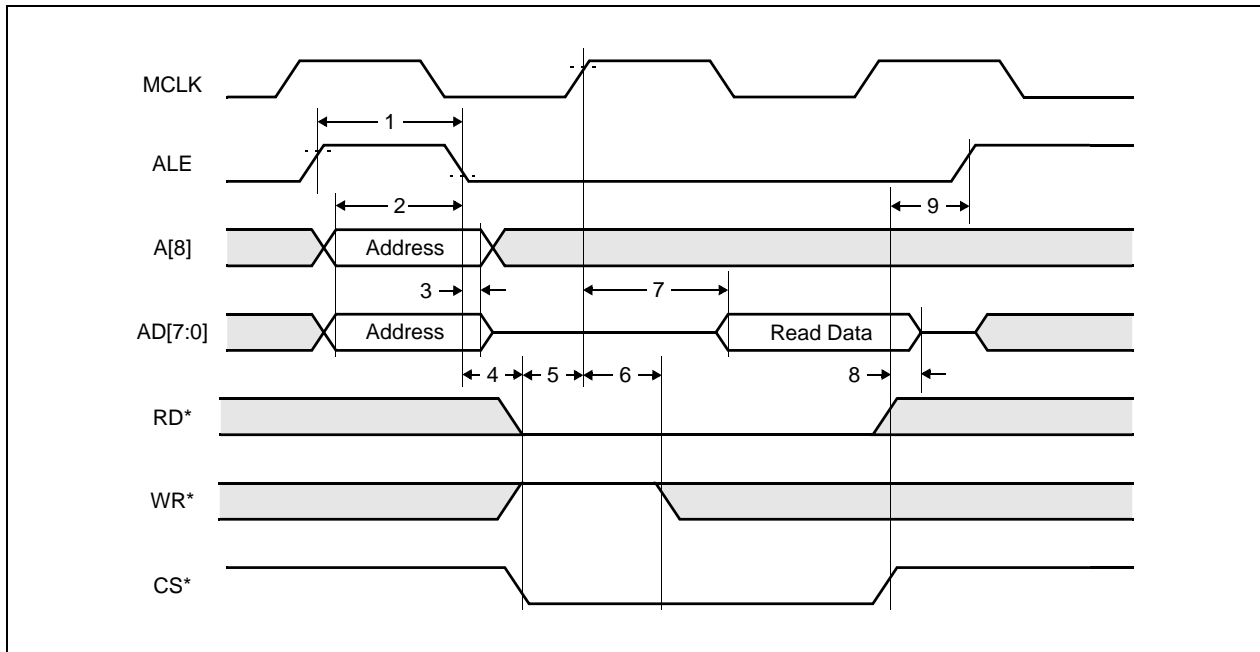 MCLK
1
ALE
2
9
A[8]
Address
3
7
AD[7:0]
Address
Read Data
4
5
6
8
RD*
WR*
CS*